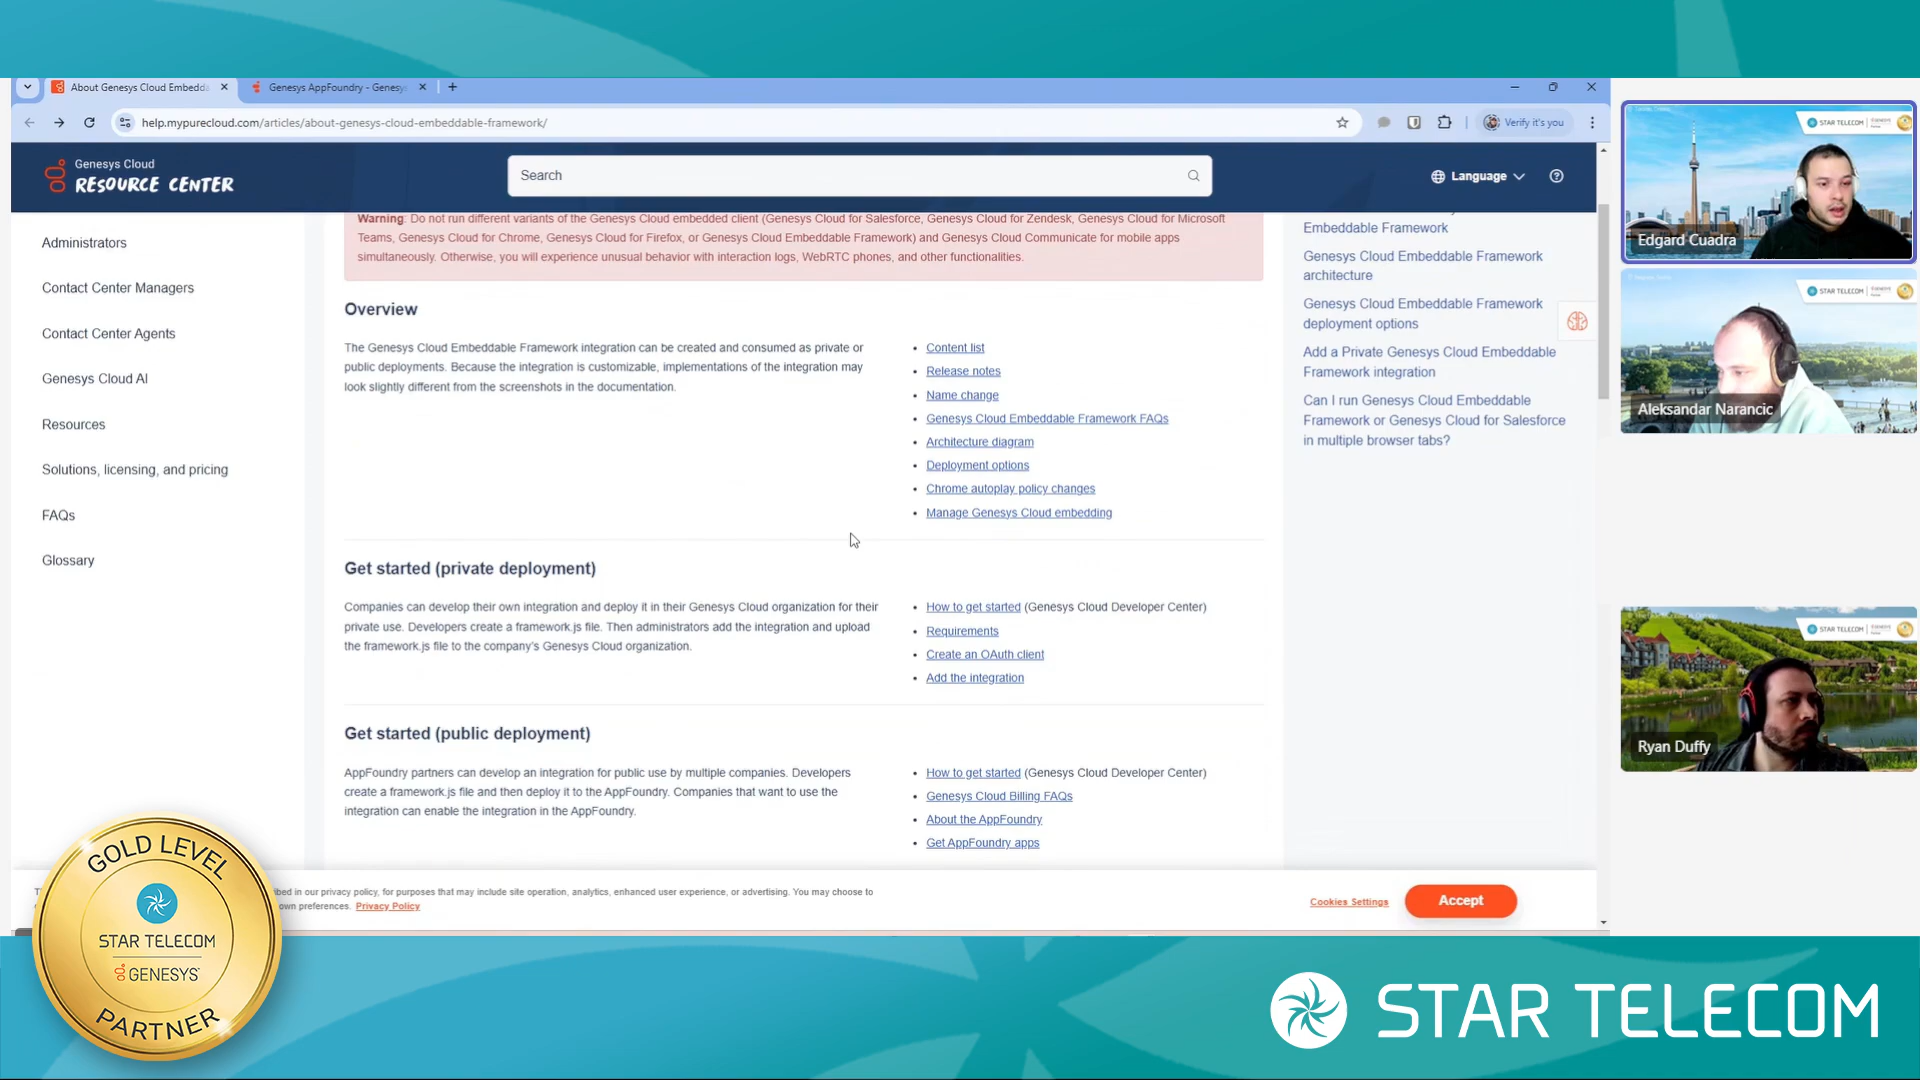 About Genesys Cloud Embedd
Genesys AppFoundry - Genesys
help.mypurecloud.com/articles/about-genesys-cloud-embeddable-framework/
Verify it's you
Genesys Cloud
RESOURCE CENTER
Search
Language
Administrators
Contact Center Managers
Contact Center Agents
Genesys Cloud AI
Resources
Solutions, licensing, and pricing
FAQs
Glossary
Warning: Do not run different variants of the Genesys Cloud embedded client (Genesys Cloud for Salesforce, Genesys Cloud for Zendesk, Genesys Cloud for Microsoft
Teams, Genesys Cloud for Chrome, Genesys Cloud for Firefox, or Genesys Cloud Embeddable Framework) and Genesys Cloud Communicate for mobile apps
simultaneously. Otherwise, you will experience unusual behavior with interaction logs, WebRTC phones, and other functionalities.
Overview
The Genesys Cloud Embeddable Framework integration can be created and consumed as private or
public deployments. Because the integration is customizable, implementations of the integration may
look slightly different from the screenshots in the documentation.
• Content list
• Release notes
• Name change
• Genesys Cloud Embeddable Framework FAQs
• Architecture diagram
• Deployment options
• Chrome autoplay policy changes
• Manage Genesys Cloud embedding
Get started (private deployment)
Companies can develop their own integration and deploy it in their Genesys Cloud organization for their
private use. Developers create a framework.js file. Then administrators add the integration and upload
the framework.js file to the company's Genesys Cloud organization.
• How to get started (Genesys Cloud Developer Center)
• Requirements
• Create an OAuth client
• Add the integration
Get started (public deployment)
AppFoundry partners can develop an integration for public use by multiple companies. Developers
create a framework.js file and then deploy it to the AppFoundry. Companies that want to use the
integration can enable the integration in the AppFoundry.
• How to get started (Genesys Cloud Developer Center)
• Genesys Cloud Billing FAQs
• About the AppFoundry
• Get AppFoundry apps
Embeddable Framework
Genesys Cloud Embeddable Framework
architecture
Genesys Cloud Embeddable Framework
deployment options
Add a Private Genesys Cloud Embeddable
Framework integration
Can I run Genesys Cloud Embeddable
Framework or Genesys Cloud for Salesforce
in multiple browser tabs?
in our privacy policy, for purposes that may include site operation, analytics, enhanced user experience, or advertising. You may choose to
own preferences. Privacy Policy
Cookies Settings
Accept
STAR TELECOM
Edgard Cuadra
STAR TELECOM
Aleksandar Narancic
STAR TELECOM
Ryan Duffy
GOLD LEVEL
STAR TELECOM
GENESYS
PARTNER
STAR TELECOM